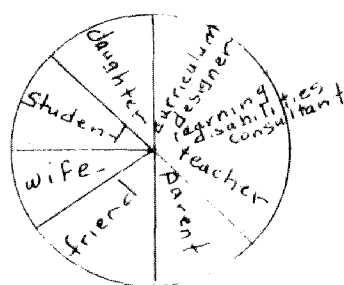 daughter
curriculum
designer
learning
disabilities
consultant
teacher
parent
friend
wife
student